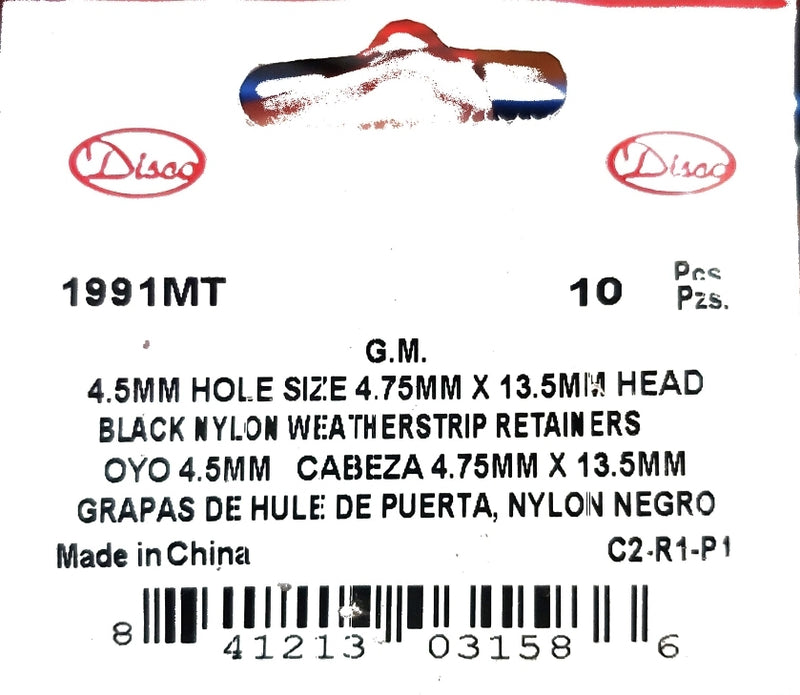 Disco Disco
1991MT 10 Pcs
Pzs.
G.M.
4.5MM HOLE SIZE 4.75MM X 13.5MM HEAD
BLACK NYLON WEATHERSTRIP RETAINERS
OYO 4.5MM CABEZA 4.75MM X 13.5MM
GRAPAS DE HULE DE PUERTA, NYLON NEGRO
Made in China C2-R1-P1
8 41213 03158 6